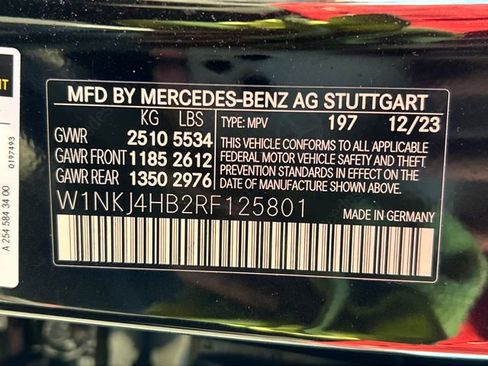 MFD BY MERCEDES-BENZ AG STUTTGART
KG LBS
GVWR 2510 5534
GAWR FRONT 1185 2612
GAWR REAR 1350 2976
TYPE: MPV 197 12/23
THIS VEHICLE CONFORMS TO ALL APPLICABLE
FEDERAL MOTOR VEHICLE SAFETY AND THEFT
PREVENTION STANDARDS IN EFFECT ON THE
DATE OF MANUFACTURE SHOWN ABOVE.
W1NKJ4HB2RF125801
MADE IN GERMANY
A 254 584 34 00
0197493